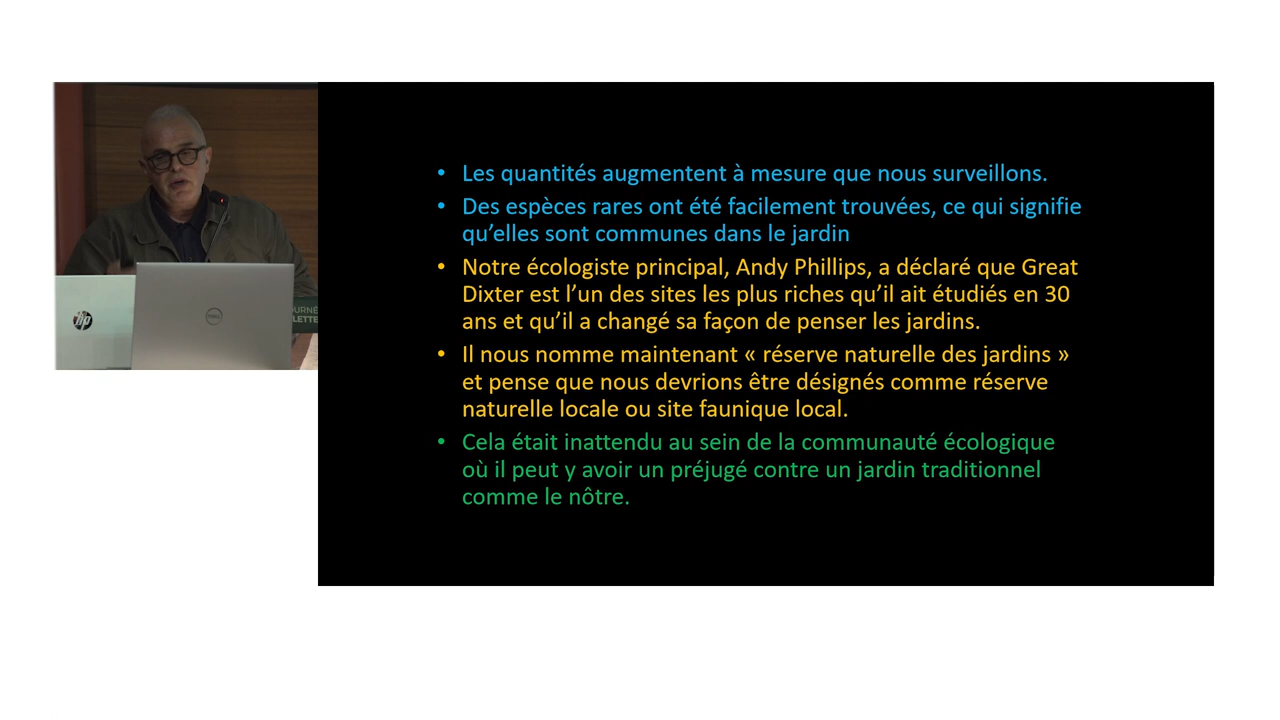 • Les quantités augmentent à mesure que nous surveillons.
• Des espèces rares ont été facilement trouvées, ce qui signifie
qu’elles sont communes dans le jardin
• Notre écologiste principal, Andy Phillips, a déclaré que Great
Dixter est l’un des sites les plus riches qu’il ait étudiés en 30
ans et qu’il a changé sa façon de penser les jardins.
• Il nous nomme maintenant « réserve naturelle des jardins »
et pense que nous devrions être désignés comme réserve
naturelle locale ou site faunique local.
• Cela était inattendu au sein de la communauté écologique
où il peut y avoir un préjugé contre un jardin traditionnel
comme le nôtre.
hp
DELL
OURNÉ
LETTE